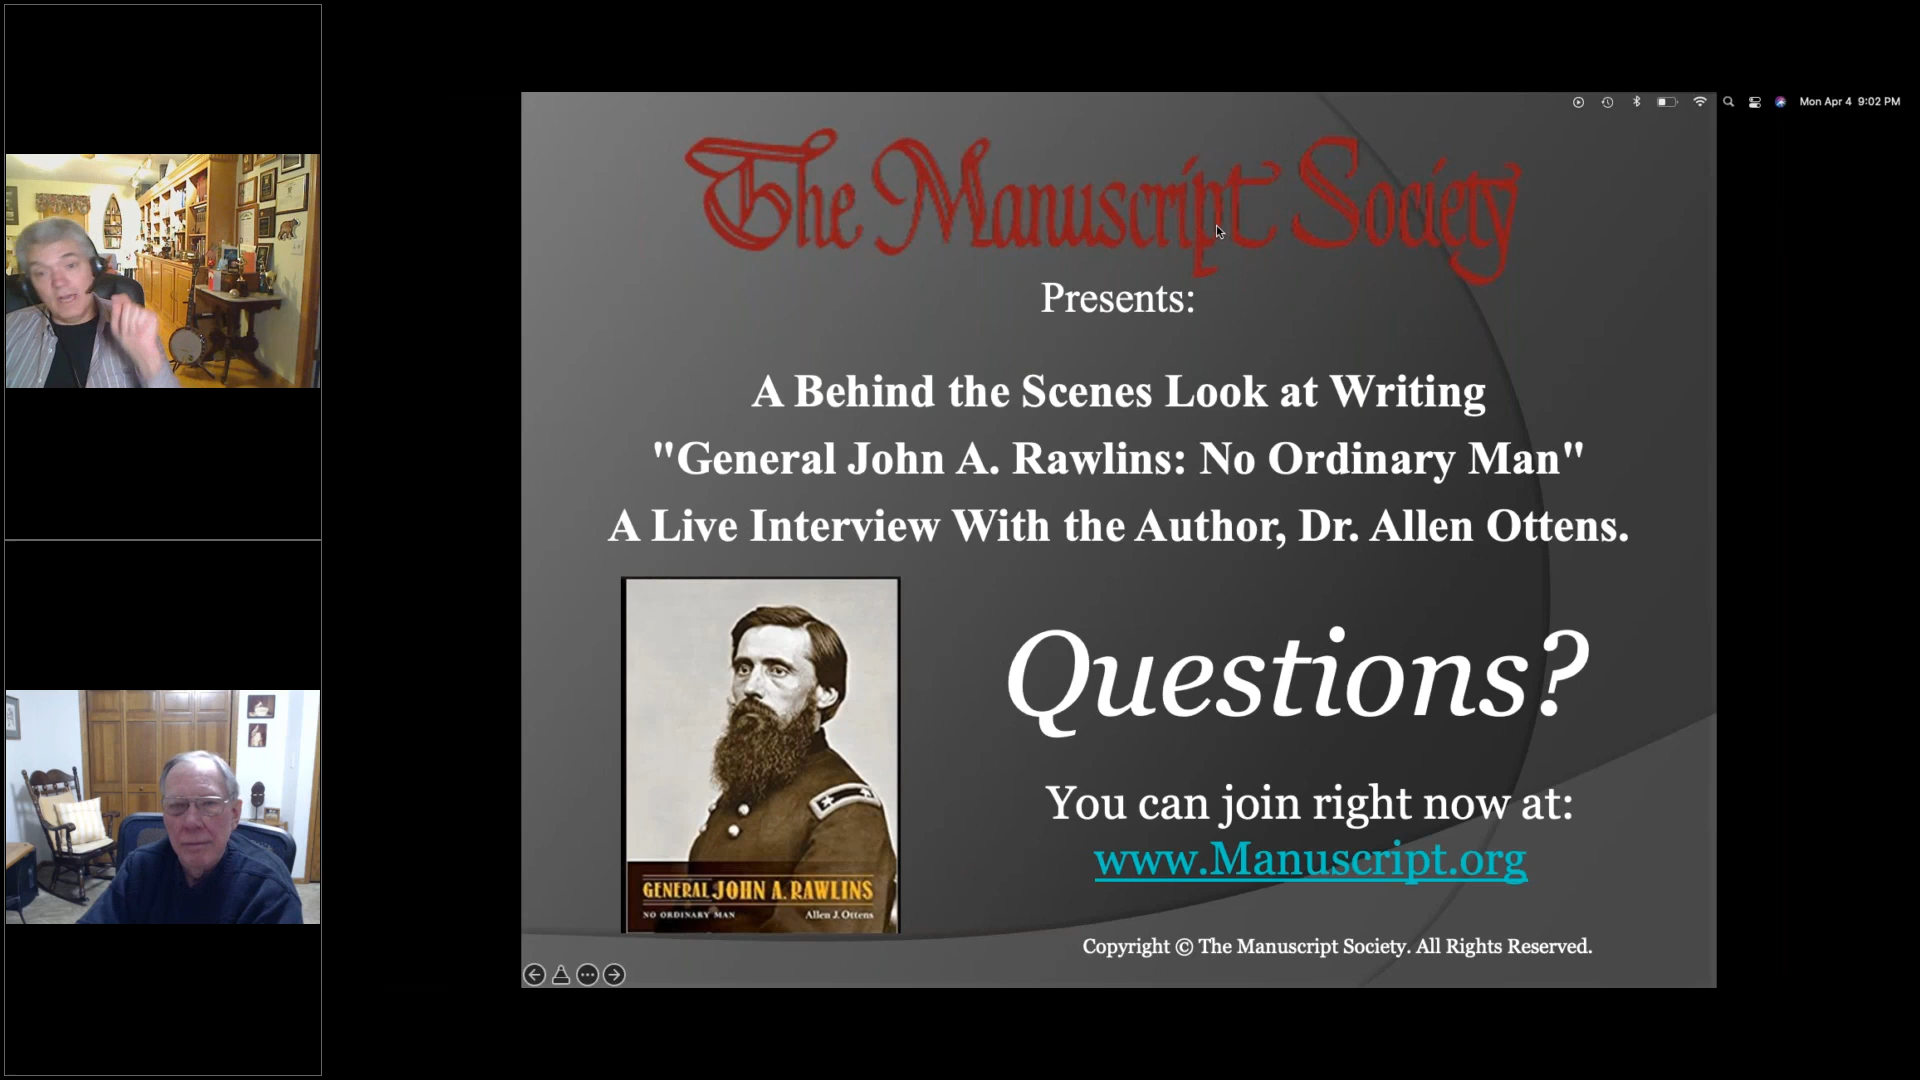 Mon Apr 4 9:02 PM
The Manuscript Society
Presents:
A Behind the Scenes Look at Writing
"General John A. Rawlins: No Ordinary Man"
A Live Interview With the Author, Dr. Allen Ottens.
GENERAL JOHN A. RAWLINS
NO ORDINARY MAN Allen J. Ottens
Questions?
You can join right now at:
www.Manuscript.org
Copyright © The Manuscript Society. All Rights Reserved.